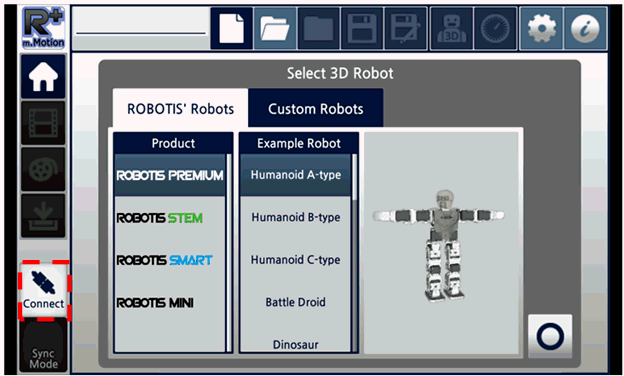 R+
m.Motion
3D
Select 3D Robot
ROBOTIS' Robots
Custom Robots
Product
Example Robot
ROBOTIS PREMIUM
Humanoid A-type
ROBOTIS STEM
Humanoid B-type
ROBOTIS SMART
Humanoid C-type
ROBOTIS MINI
Battle Droid
Dinosaur
Connect
Sync
Mode